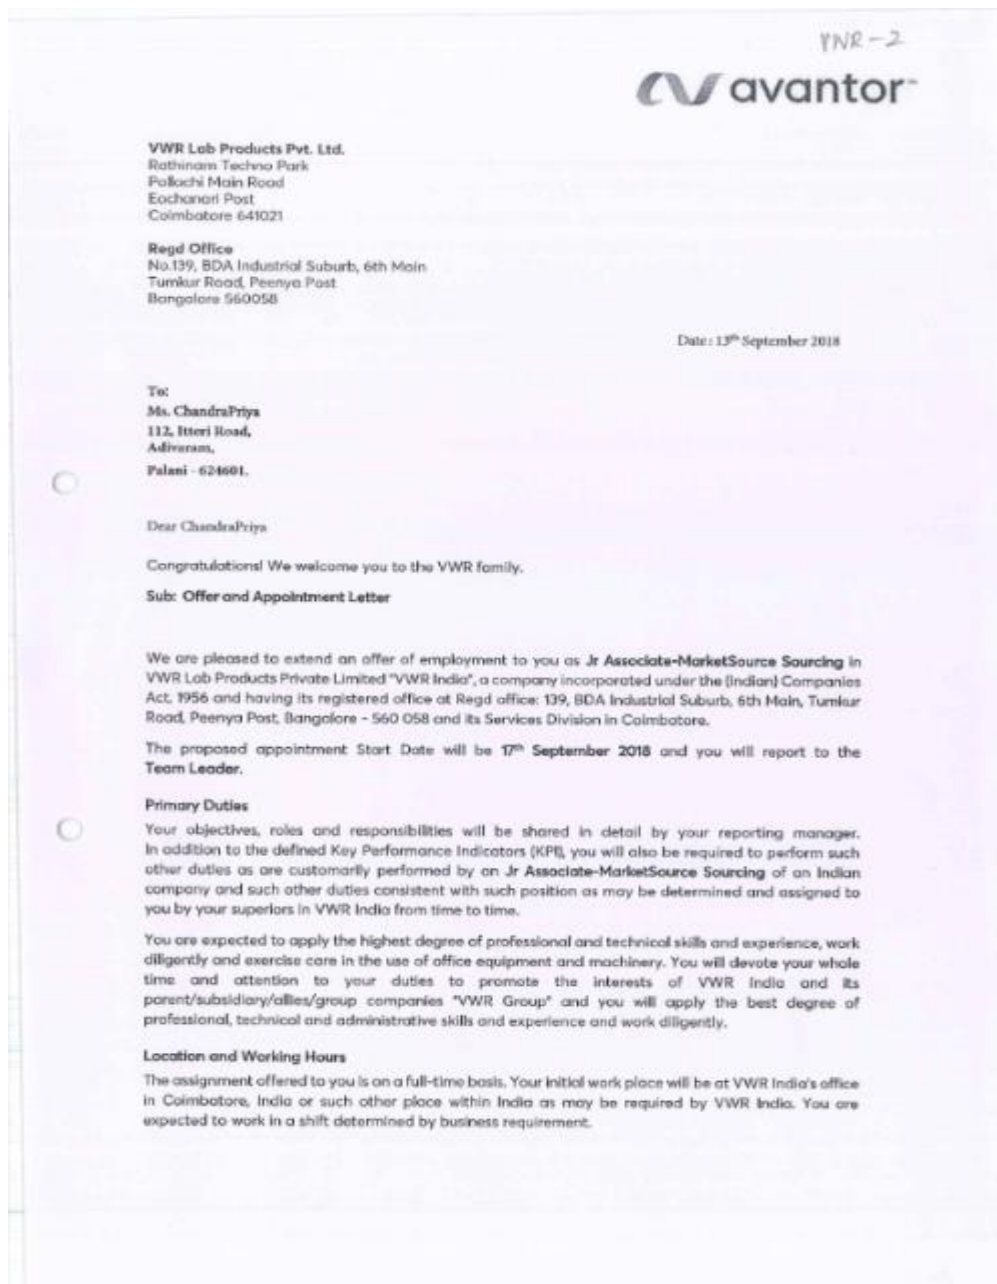 YNR-2
avantor™
VWR Lab Products Pvt. Ltd.
Rathinam Techno Park
Pollachi Main Road
Eachanari Post
Coimbatore 641021
Regd Office
No.139, BDA Industrial Suburb, 6th Main
Tumkur Road, Peenya Post
Bangalore 560058
Date: 13th September 2018
To:
Ms. ChandraPriya
112, Itteri Road,
Adivaram,
Palani - 624601.
Dear ChandraPriya
Congratulations! We welcome you to the VWR family.
Sub: Offer and Appointment Letter
We are pleased to extend an offer of employment to you as Jr Associate-MarketSource Sourcing in
VWR Lab Products Private Limited "VWR India", a company incorporated under the (Indian) Companies
Act, 1956 and having its registered office at Regd office: 139, BDA Industrial Suburb, 6th Main, Tumkur
Road, Peenya Post, Bangalore - 560 058 and its Services Division in Coimbatore.
The proposed appointment Start Date will be 17th September 2018 and you will report to the
Team Leader.
Primary Duties
Your objectives, roles and responsibilities will be shared in detail by your reporting manager.
In addition to the defined Key Performance Indicators (KPI), you will also be required to perform such
other duties as are customarily performed by an Jr Associate-MarketSource Sourcing of an Indian
company and such other duties consistent with such position as may be determined and assigned to
you by your superiors in VWR India from time to time.
You are expected to apply the highest degree of professional and technical skills and experience, work
diligently and exercise care in the use of office equipment and machinery. You will devote your whole
time and attention to your duties to promote the interests of VWR India and its
parent/subsidiary/allies/group companies "VWR Group" and you will apply the best degree of
professional, technical and administrative skills and experience and work diligently.
Location and Working Hours
The assignment offered to you is on a full-time basis. Your initial work place will be at VWR India's office
in Coimbatore, India or such other place within India as may be required by VWR India. You are
expected to work in a shift determined by business requirement.